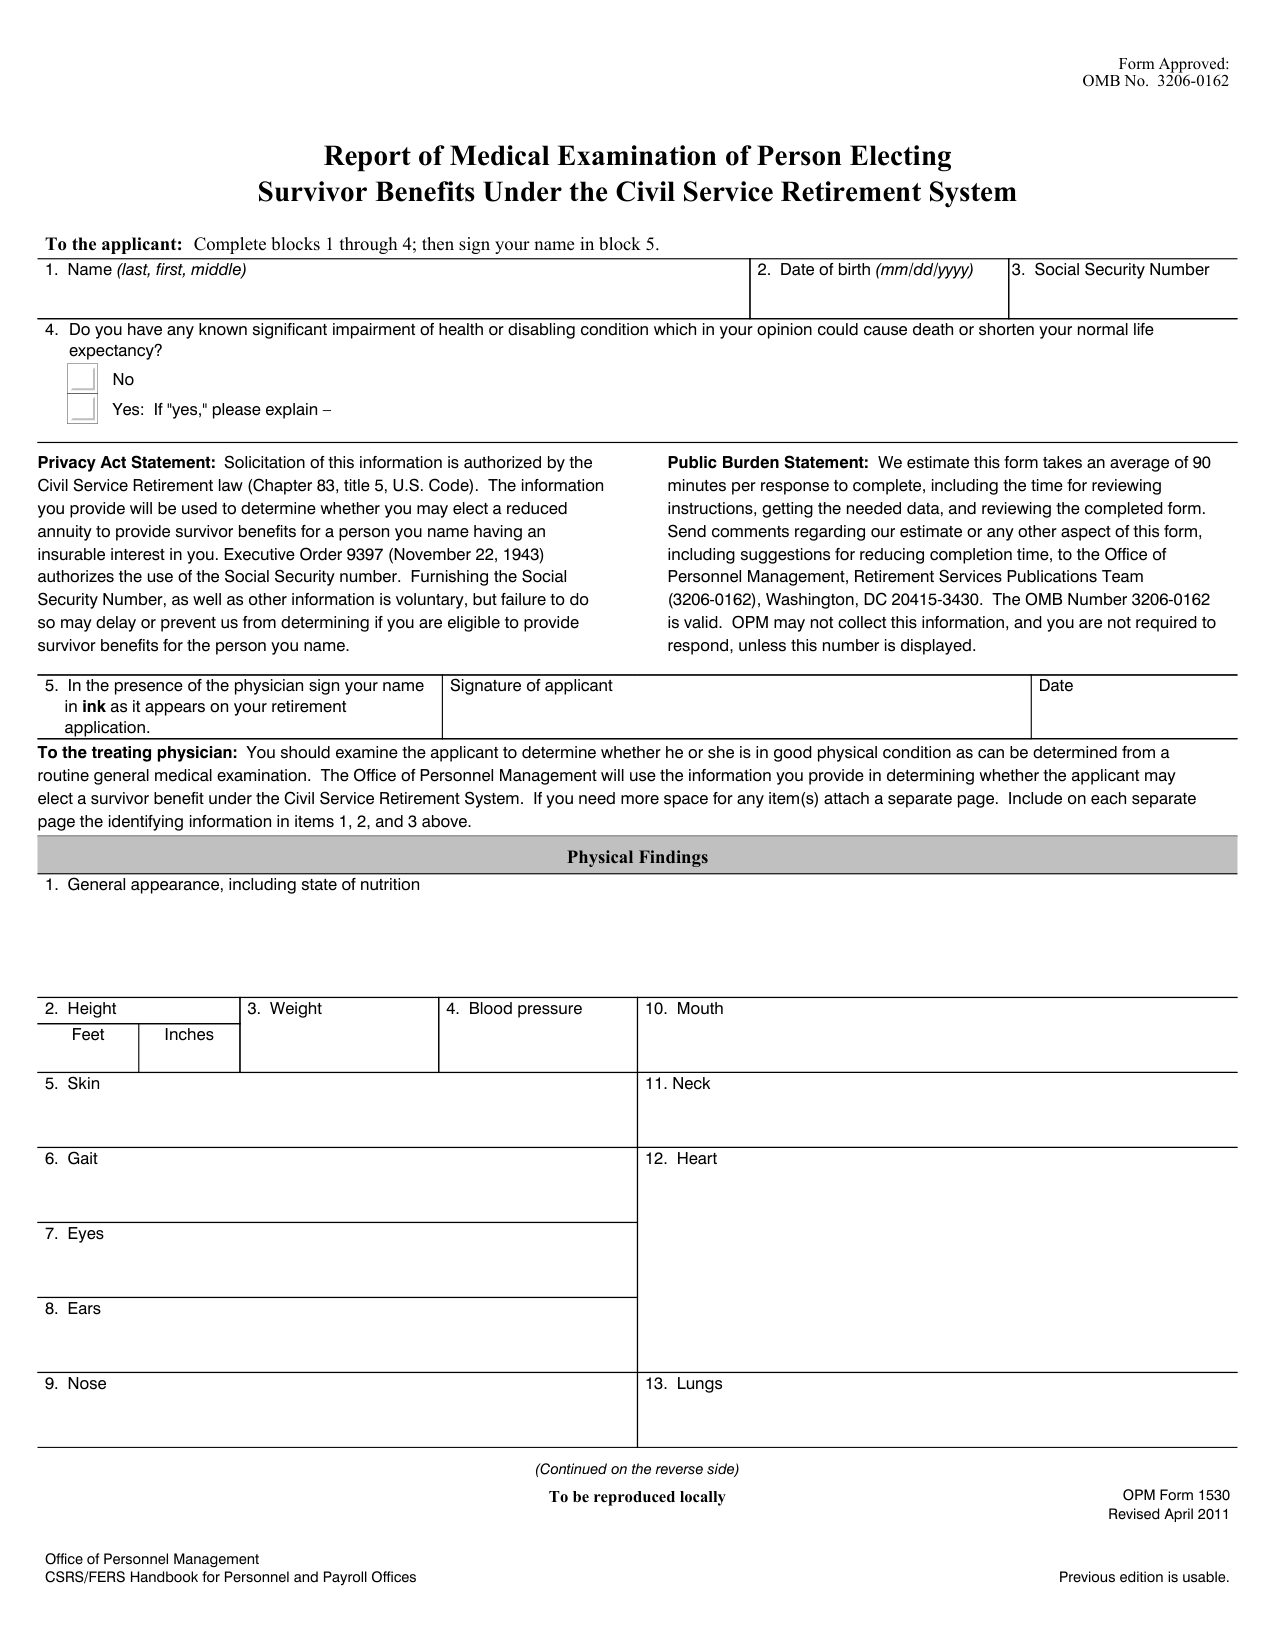 Form Approved:
OMB No. 3206-0162
Report of Medical Examination of Person Electing
Survivor Benefits Under the Civil Service Retirement System
To the applicant: Complete blocks 1 through 4; then sign your name in block 5.
1. Name (last, first, middle)
2. Date of birth (mm/dd/yyyy)
3. Social Security Number
4. Do you have any known significant impairment of health or disabling condition which in your opinion could cause death or shorten your normal life
expectancy?
No
Yes: If "yes," please explain –
Privacy Act Statement: Solicitation of this information is authorized by the
Civil Service Retirement law (Chapter 83, title 5, U.S. Code). The information
you provide will be used to determine whether you may elect a reduced
annuity to provide survivor benefits for a person you name having an
insurable interest in you. Executive Order 9397 (November 22, 1943)
authorizes the use of the Social Security number. Furnishing the Social
Security Number, as well as other information is voluntary, but failure to do
so may delay or prevent us from determining if you are eligible to provide
survivor benefits for the person you name.
Public Burden Statement: We estimate this form takes an average of 90
minutes per response to complete, including the time for reviewing
instructions, getting the needed data, and reviewing the completed form.
Send comments regarding our estimate or any other aspect of this form,
including suggestions for reducing completion time, to the Office of
Personnel Management, Retirement Services Publications Team
(3206-0162), Washington, DC 20415-3430. The OMB Number 3206-0162
is valid. OPM may not collect this information, and you are not required to
respond, unless this number is displayed.
5. In the presence of the physician sign your name
in ink as it appears on your retirement
application.
Signature of applicant
Date
To the treating physician: You should examine the applicant to determine whether he or she is in good physical condition as can be determined from a
routine general medical examination. The Office of Personnel Management will use the information you provide in determining whether the applicant may
elect a survivor benefit under the Civil Service Retirement System. If you need more space for any item(s) attach a separate page. Include on each separate
page the identifying information in items 1, 2, and 3 above.
Physical Findings
1. General appearance, including state of nutrition
2. Height
Feet
Inches
3. Weight
4. Blood pressure
10. Mouth
5. Skin
11. Neck
6. Gait
12. Heart
7. Eyes
8. Ears
9. Nose
13. Lungs
(Continued on the reverse side)
To be reproduced locally
OPM Form 1530
Revised April 2011
Office of Personnel Management
CSRS/FERS Handbook for Personnel and Payroll Offices
Previous edition is usable.